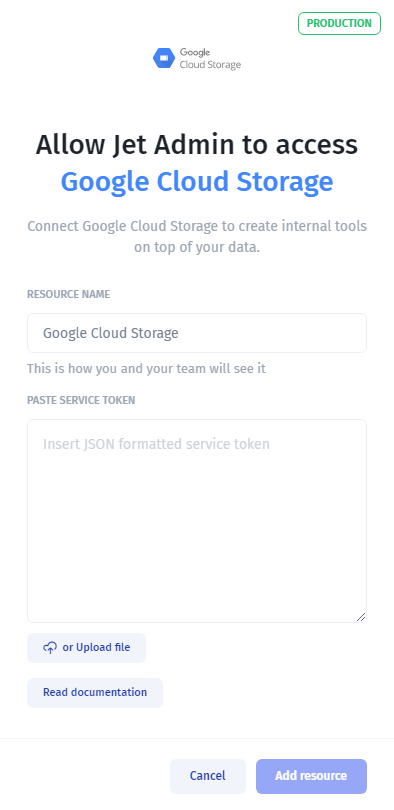 PRODUCTION
Google
Cloud Storage
Allow Jet Admin to access
Google Cloud Storage
Connect Google Cloud Storage to create internal tools
on top of your data.
RESOURCE NAME
Google Cloud Storage
This is how you and your team will see it
PASTE SERVICE TOKEN
Insert JSON formatted service token
or Upload file
Read documentation
Cancel
Add resource